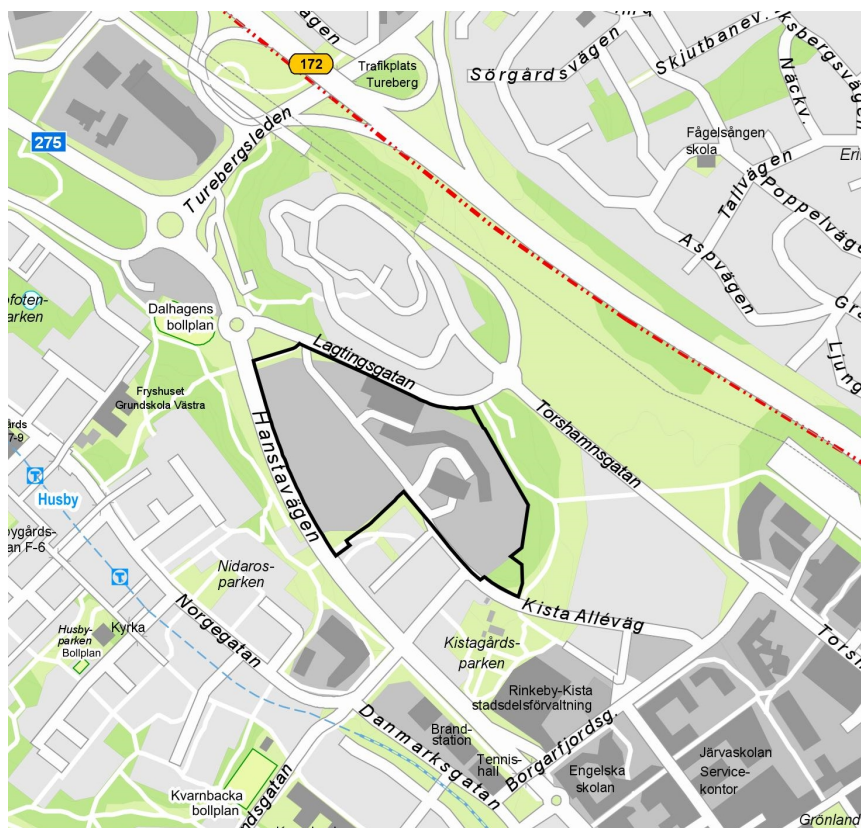 172
Trafikplats
Tureberg
Sörgårdsvägen
Skjutbanev.
Näckv.
Fågelsången
skola
Tallvägen
Poppelvägen
Aspvägen
275
Turebergsleden
Dalhagens
bollplan
Lagtingsgatan
Fryshuset
Grundskola Västra
Hanstavägen
Torshamnsgatan
Husby
Nidaros-
parken
Husby-
parken
Bollplan
Kyrka
Norgegatan
Kista Alléväg
Kistagårds-
parken
Rinkeby-Kista
stadsdelsförvaltning
Brand-
station
Tennis-
hall
Danmarksgatan
Borgarfjordsg.
Engelska
skolan
Järvaskolan
Service-
kontor
Kvarnbacka
bollplan
Grönland